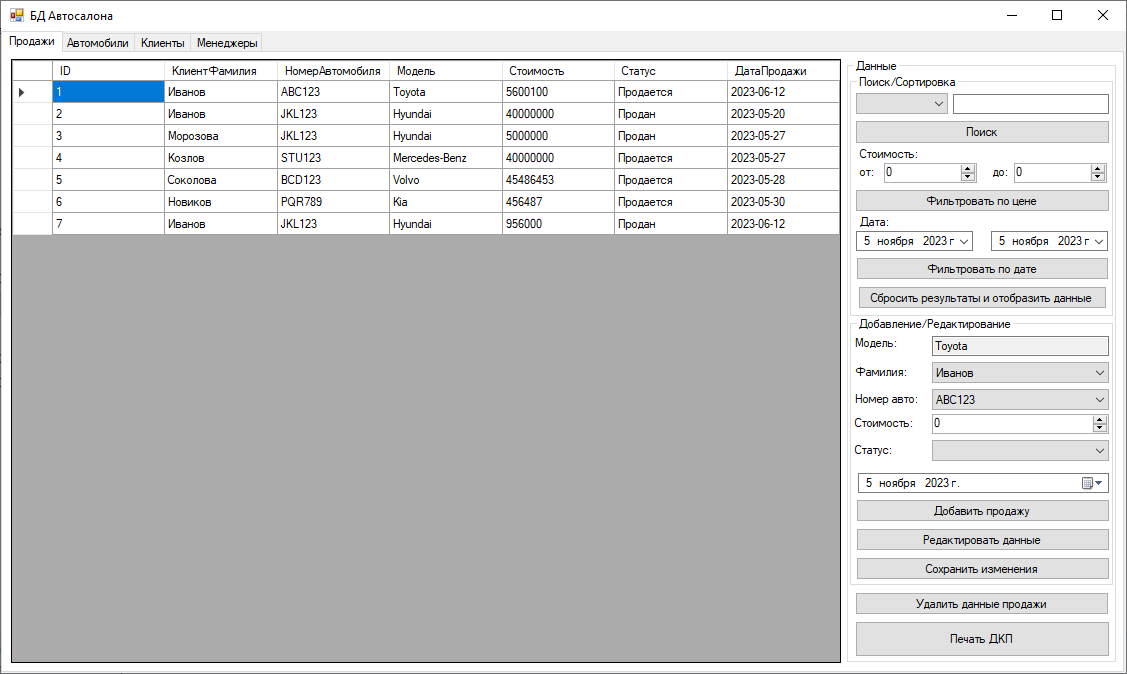 БД Автосалона
Продажи Автомобили Клиенты Менеджеры
ID КлиентФамилия НомерАвтомобиля Модель Стоимость Статус ДатаПродажи
1 Иванов ABC123 Toyota 5600100 Продается 2023-06-12
2 Иванов JKL123 Hyundai 40000000 Продан 2023-05-20
3 Морозова JKL123 Hyundai 5000000 Продан 2023-05-27
4 Козлов STU123 Mercedes-Benz 40000000 Продается 2023-05-27
5 Соколова BCD123 Volvo 45486453 Продается 2023-05-28
6 Новиков PQR789 Kia 456487 Продается 2023-05-30
7 Иванов JKL123 Hyundai 956000 Продан 2023-06-12
Данные
Поиск/Сортировка
Поиск
Стоимость:
от: 0 до: 0
Фильтровать по цене
Дата:
5 ноября 2023 г 5 ноября 2023 г
Фильтровать по дате
Сбросить результаты и отобразить данные
Добавление/Редактирование
Модель: Toyota
Фамилия: Иванов
Номер авто: ABC123
Стоимость: 0
Статус:
5 ноября 2023 г.
Добавить продажу
Редактировать данные
Сохранить изменения
Удалить данные продажи
Печать ДКП